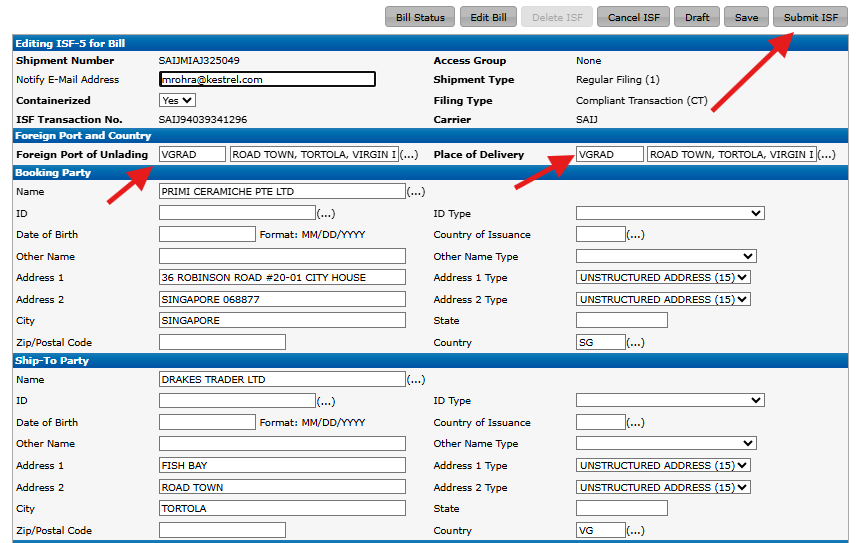 Bill Status Edit Bill Delete ISF Cancel ISF Draft Save Submit ISF
Editing ISF-5 for Bill
Shipment Number SAIJMIAJ325049 Access Group None
Notify E-Mail Address mrohra@kestrel.com Shipment Type Regular Filing (1)
Containerized Yes Filing Type Compliant Transaction (CT)
ISF Transaction No. SAIJ94039341296 Carrier SAIJ
Foreign Port and Country
Foreign Port of Unlading VGRAD ROAD TOWN, TORTOLA, VIRGIN I (...) Place of Delivery VGRAD ROAD TOWN, TORTOLA, VIRGIN I (...)
Booking Party
Name PRIMI CERAMICHE PTE LTD (...)
ID (...) ID Type
Date of Birth Format: MM/DD/YYYY Country of Issuance (...)
Other Name Other Name Type
Address 1 36 ROBINSON ROAD #20-01 CITY HOUSE Address 1 Type UNSTRUCTURED ADDRESS (15)
Address 2 SINGAPORE 068877 Address 2 Type UNSTRUCTURED ADDRESS (15)
City SINGAPORE State
Zip/Postal Code Country SG (...)
Ship-To Party
Name DRAKES TRADER LTD (...)
ID (...) ID Type
Date of Birth Format: MM/DD/YYYY Country of Issuance (...)
Other Name Other Name Type
Address 1 FISH BAY Address 1 Type UNSTRUCTURED ADDRESS (15)
Address 2 ROAD TOWN Address 2 Type UNSTRUCTURED ADDRESS (15)
City TORTOLA State
Zip/Postal Code Country VG (...)